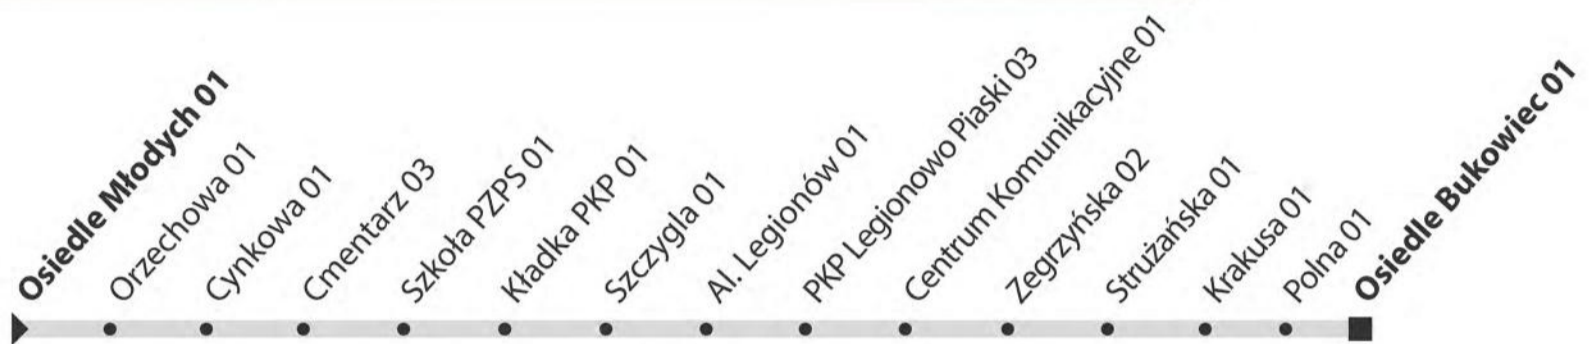 Osiedle Młodych 01
Orzechowa 01
Cynkowa 01
Cmentarz 03
Szkoła PZPS 01
Kładka PKP 01
Szczygla 01
Al. Legionów 01
PKP Legionowo Piaski 03
Centrum Komunikacyjne 01
Zegrzyńska 02
Strużańska 01
Krakusa 01
Polna 01
Osiedle Bukowiec 01